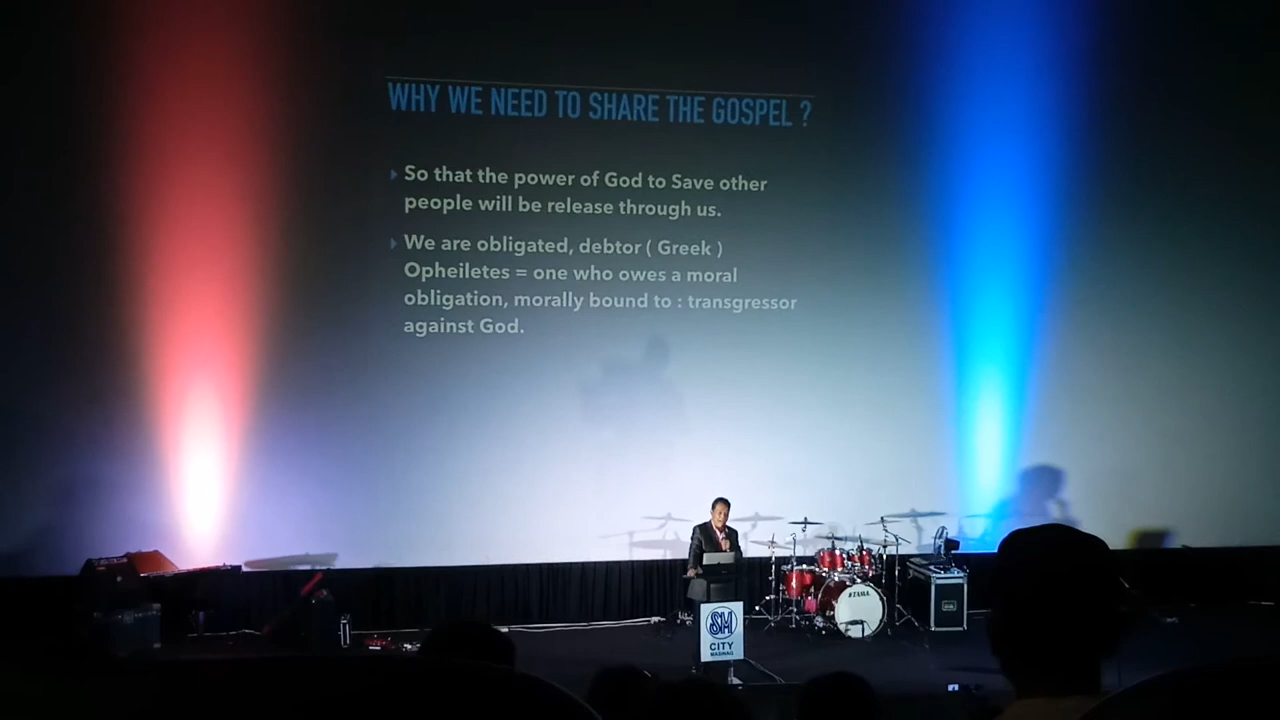 WHY WE NEED TO SHARE THE GOSPEL ?
So that the power of God to Save other
people will be release through us.
We are obligated, debtor ( Greek )
Opheiletes = one who owes a moral
obligation, morally bound to : transgressor
against God.
TAMA
SM
CITY